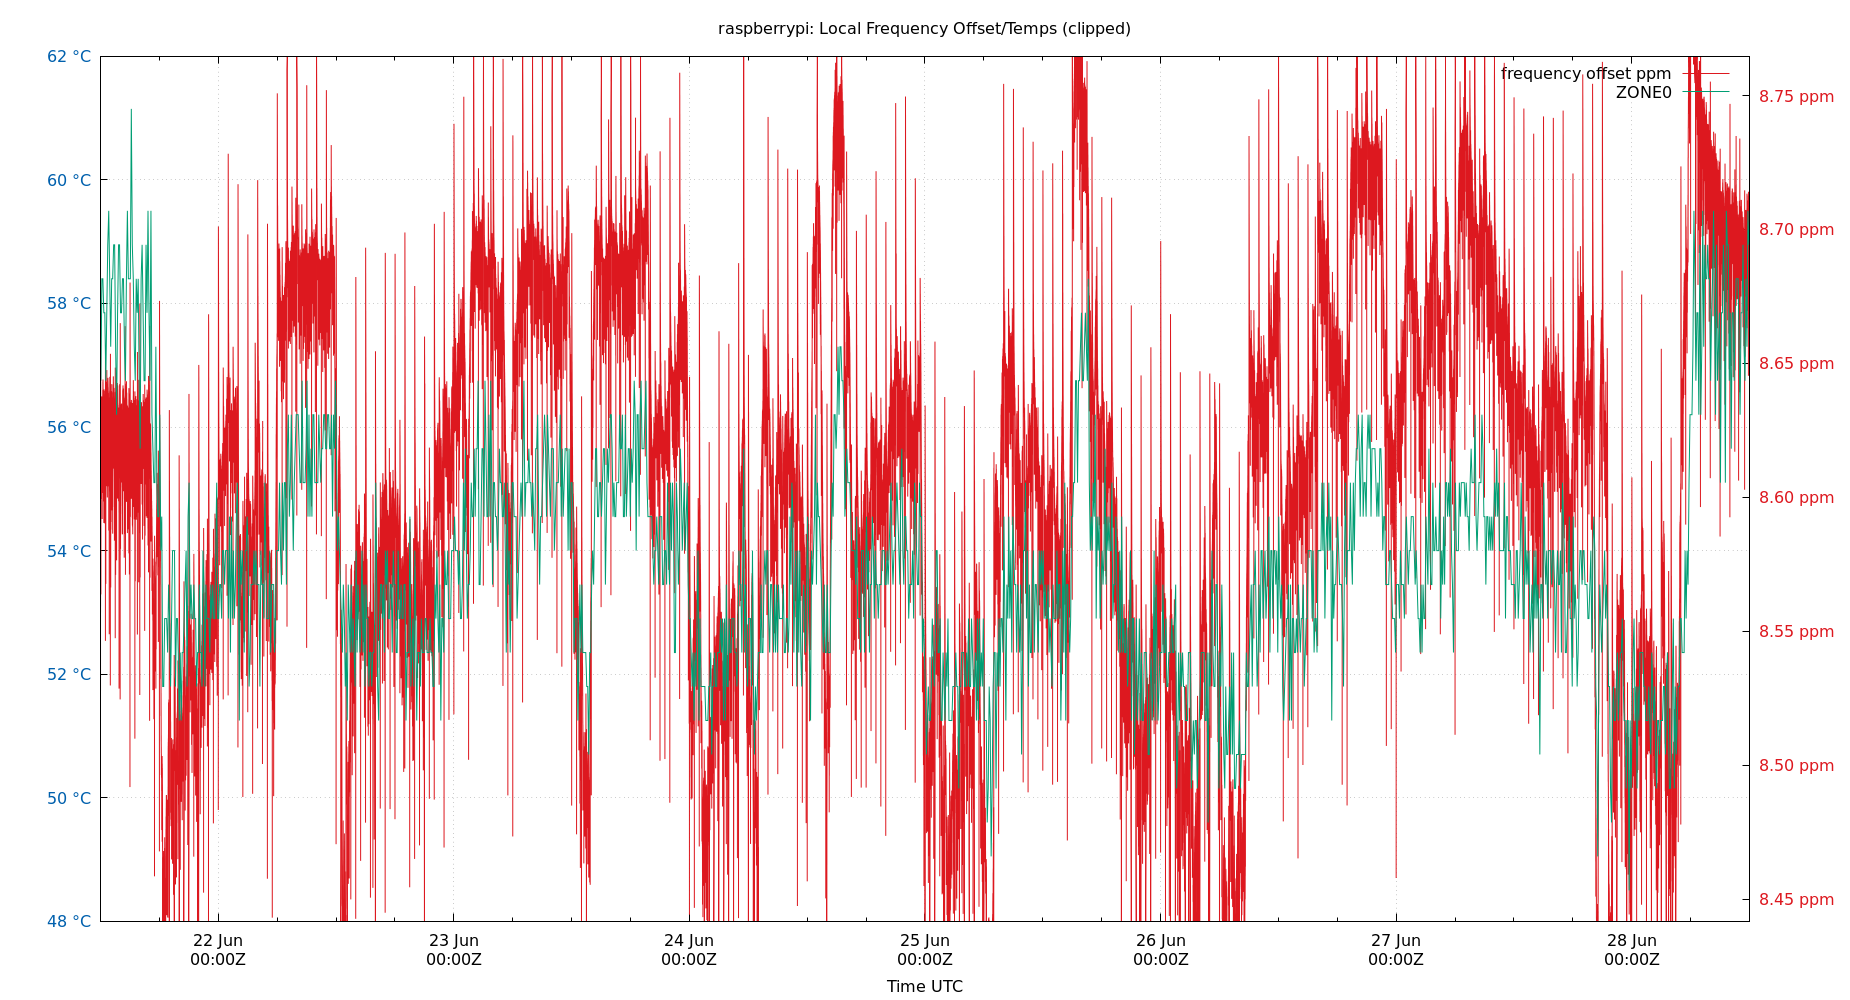 raspberrypi: Local Frequency Offset/Temps (clipped)
62 °C
60 °C
58 °C
56 °C
54 °C
52 °C
50 °C
48 °C
frequency offset ppm
ZONE0
8.75 ppm
8.70 ppm
8.65 ppm
8.60 ppm
8.55 ppm
8.50 ppm
8.45 ppm
22 Jun
00:00Z
23 Jun
00:00Z
24 Jun
00:00Z
25 Jun
00:00Z
26 Jun
00:00Z
27 Jun
00:00Z
28 Jun
00:00Z
Time UTC